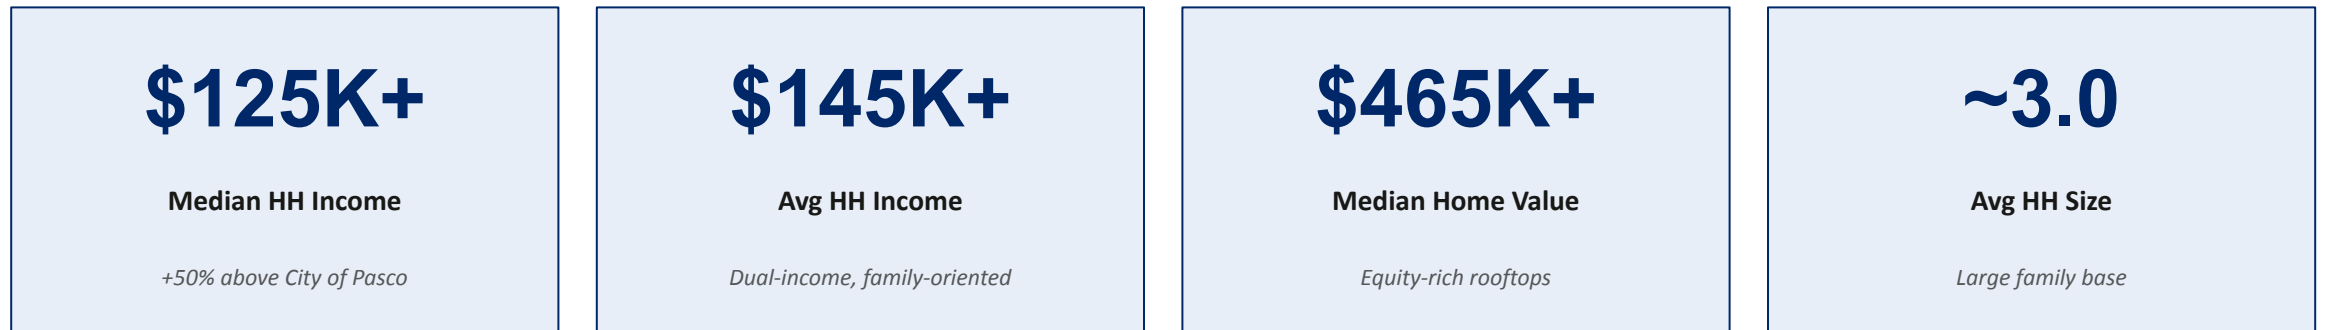 $125K+
Median HH Income
+50% above City of Pasco
$145K+
Avg HH Income
Dual-income, family-oriented
$465K+
Median Home Value
Equity-rich rooftops
~3.0
Avg HH Size
Large family base